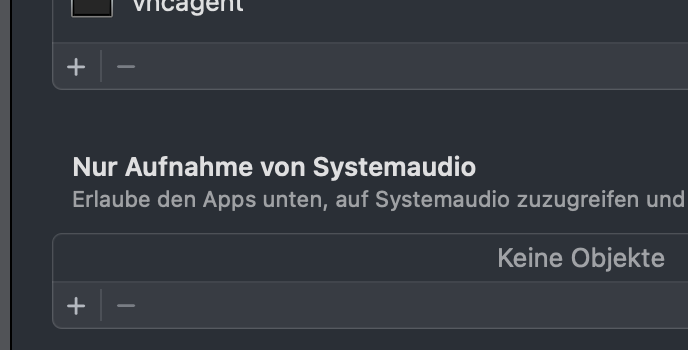 vncagent
Nur Aufnahme von Systemaudio
Erlaube den Apps unten, auf Systemaudio zuzugreifen und
Keine Objekte